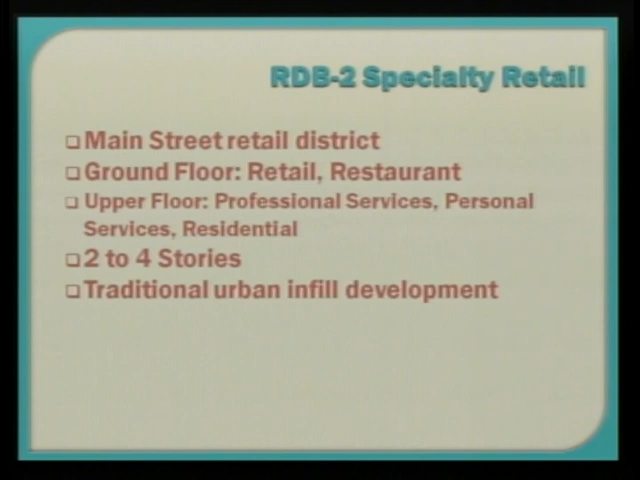 RDB-2 Specialty Retail
❑Main Street retail district
❑Ground Floor: Retail, Restaurant
❑Upper Floor: Professional Services, Personal
Services, Residential
❑2 to 4 Stories
❑Traditional urban infill development